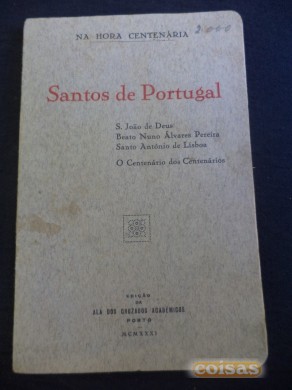 NA HORA CENTENÁRIA
2000
Santos de Portugal
S. João de Deus
Beato Nuno Álvares Pereira
Santo António de Lisboa
O Centenário dos Centenários
EDIÇÃO
DA
ALA DOS CRUZADOS ACADÉMICOS
PORTO
MCMXXXI
coisas